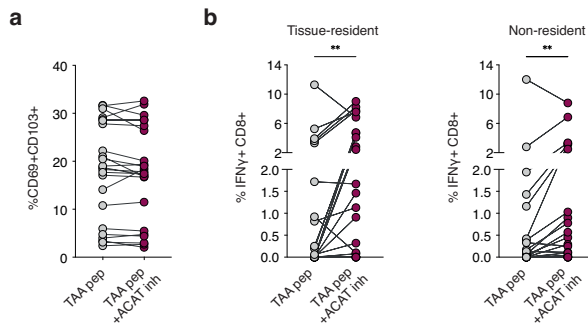 a
%CD69+CD103+
40
30
20
10
0
TAA pep
TAA pep
+ACAT inh
b
Tissue-resident
**
% IFNγ+ CD8+
14
10
6
2
2.0
1.5
1.0
0.5
0.0
TAA pep
TAA pep
+ACAT inh
Non-resident
**
% IFNγ+ CD8+
14
10
6
2
2.0
1.5
1.0
0.5
0.0
TAA pep
TAA pep
+ACAT inh